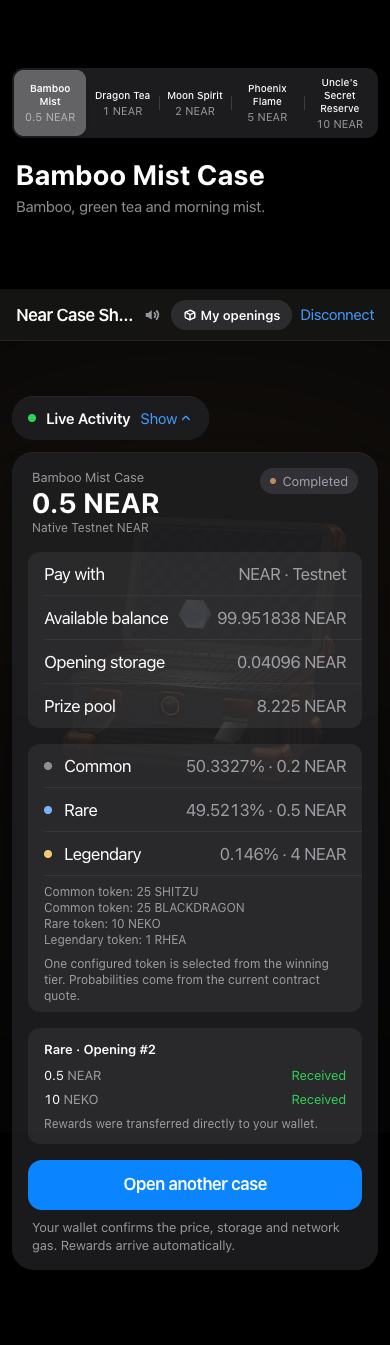 Bamboo
Mist
0.5 NEAR
Dragon Tea
1 NEAR
Moon Spirit
2 NEAR
Phoenix
Flame
5 NEAR
Uncle's
Secret
Reserve
10 NEAR
Bamboo Mist Case
Bamboo, green tea and morning mist.
Near Case Sh...
My openings
Disconnect
Live Activity Show
Bamboo Mist Case
Completed
0.5 NEAR
Native Testnet NEAR
Pay with NEAR · Testnet
Available balance 99.951838 NEAR
Opening storage 0.04096 NEAR
Prize pool 8.225 NEAR
Common 50.3327% · 0.2 NEAR
Rare 49.5213% · 0.5 NEAR
Legendary 0.146% · 4 NEAR
Common token: 25 SHITZU
Common token: 25 BLACKDRAGON
Rare token: 10 NEKO
Legendary token: 1 RHEA
One configured token is selected from the winning
tier. Probabilities come from the current contract
quote.
Rare · Opening #2
0.5 NEAR Received
10 NEKO Received
Rewards were transferred directly to your wallet.
Open another case
Your wallet confirms the price, storage and network
gas. Rewards arrive automatically.